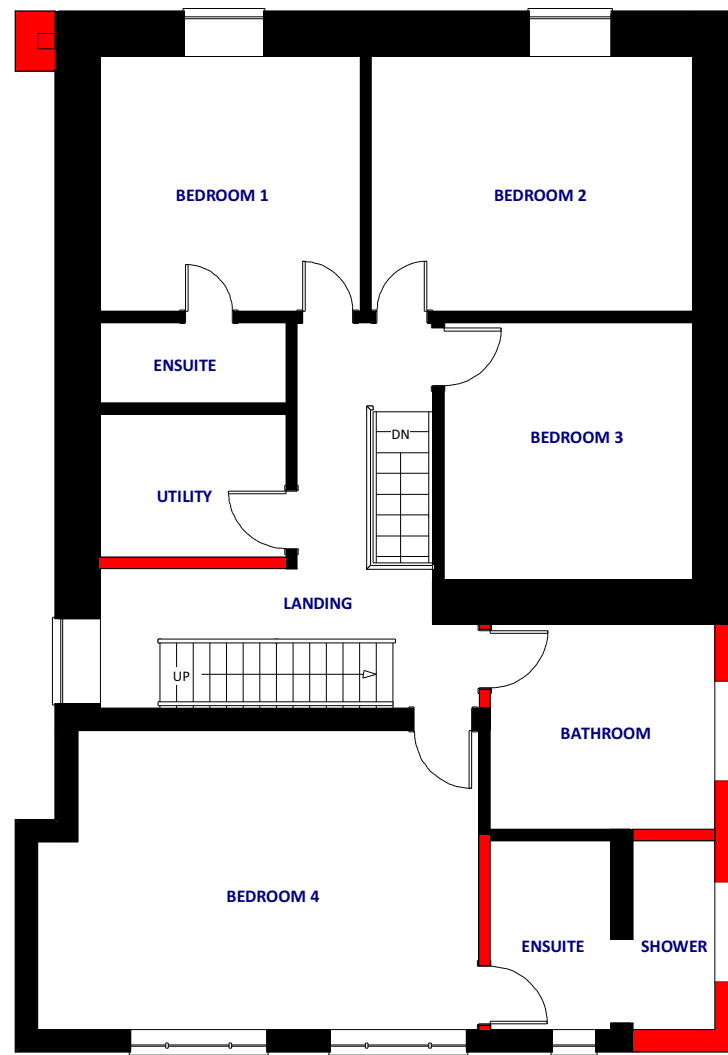 BEDROOM 1
BEDROOM 2
ENSUITE
DN
BEDROOM 3
UTILITY
LANDING
UP
BATHROOM
BEDROOM 4
ENSUITE
SHOWER